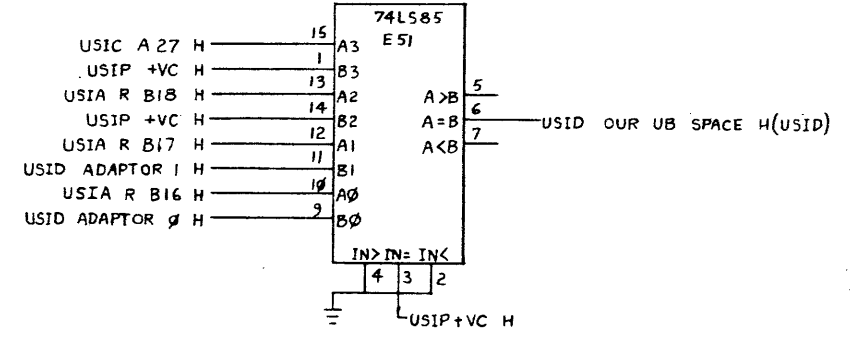 74LS85
E51
USIC A27 H 15 A3
USIP +VC H 1 B3
USIA R B18 H 13 A2
USIP +VC H 14 B2
USIA R B17 H 12 A1
USID ADAPTOR 1 H 11 B1
USIA R B16 H 1Ø AØ
USID ADAPTOR Ø H 9 BØ
A>B 5
A=B 6 USID OUR UB SPACE H(USID)
A<B 7
IN> IN= IN<
4 3 2
USIP+VC H